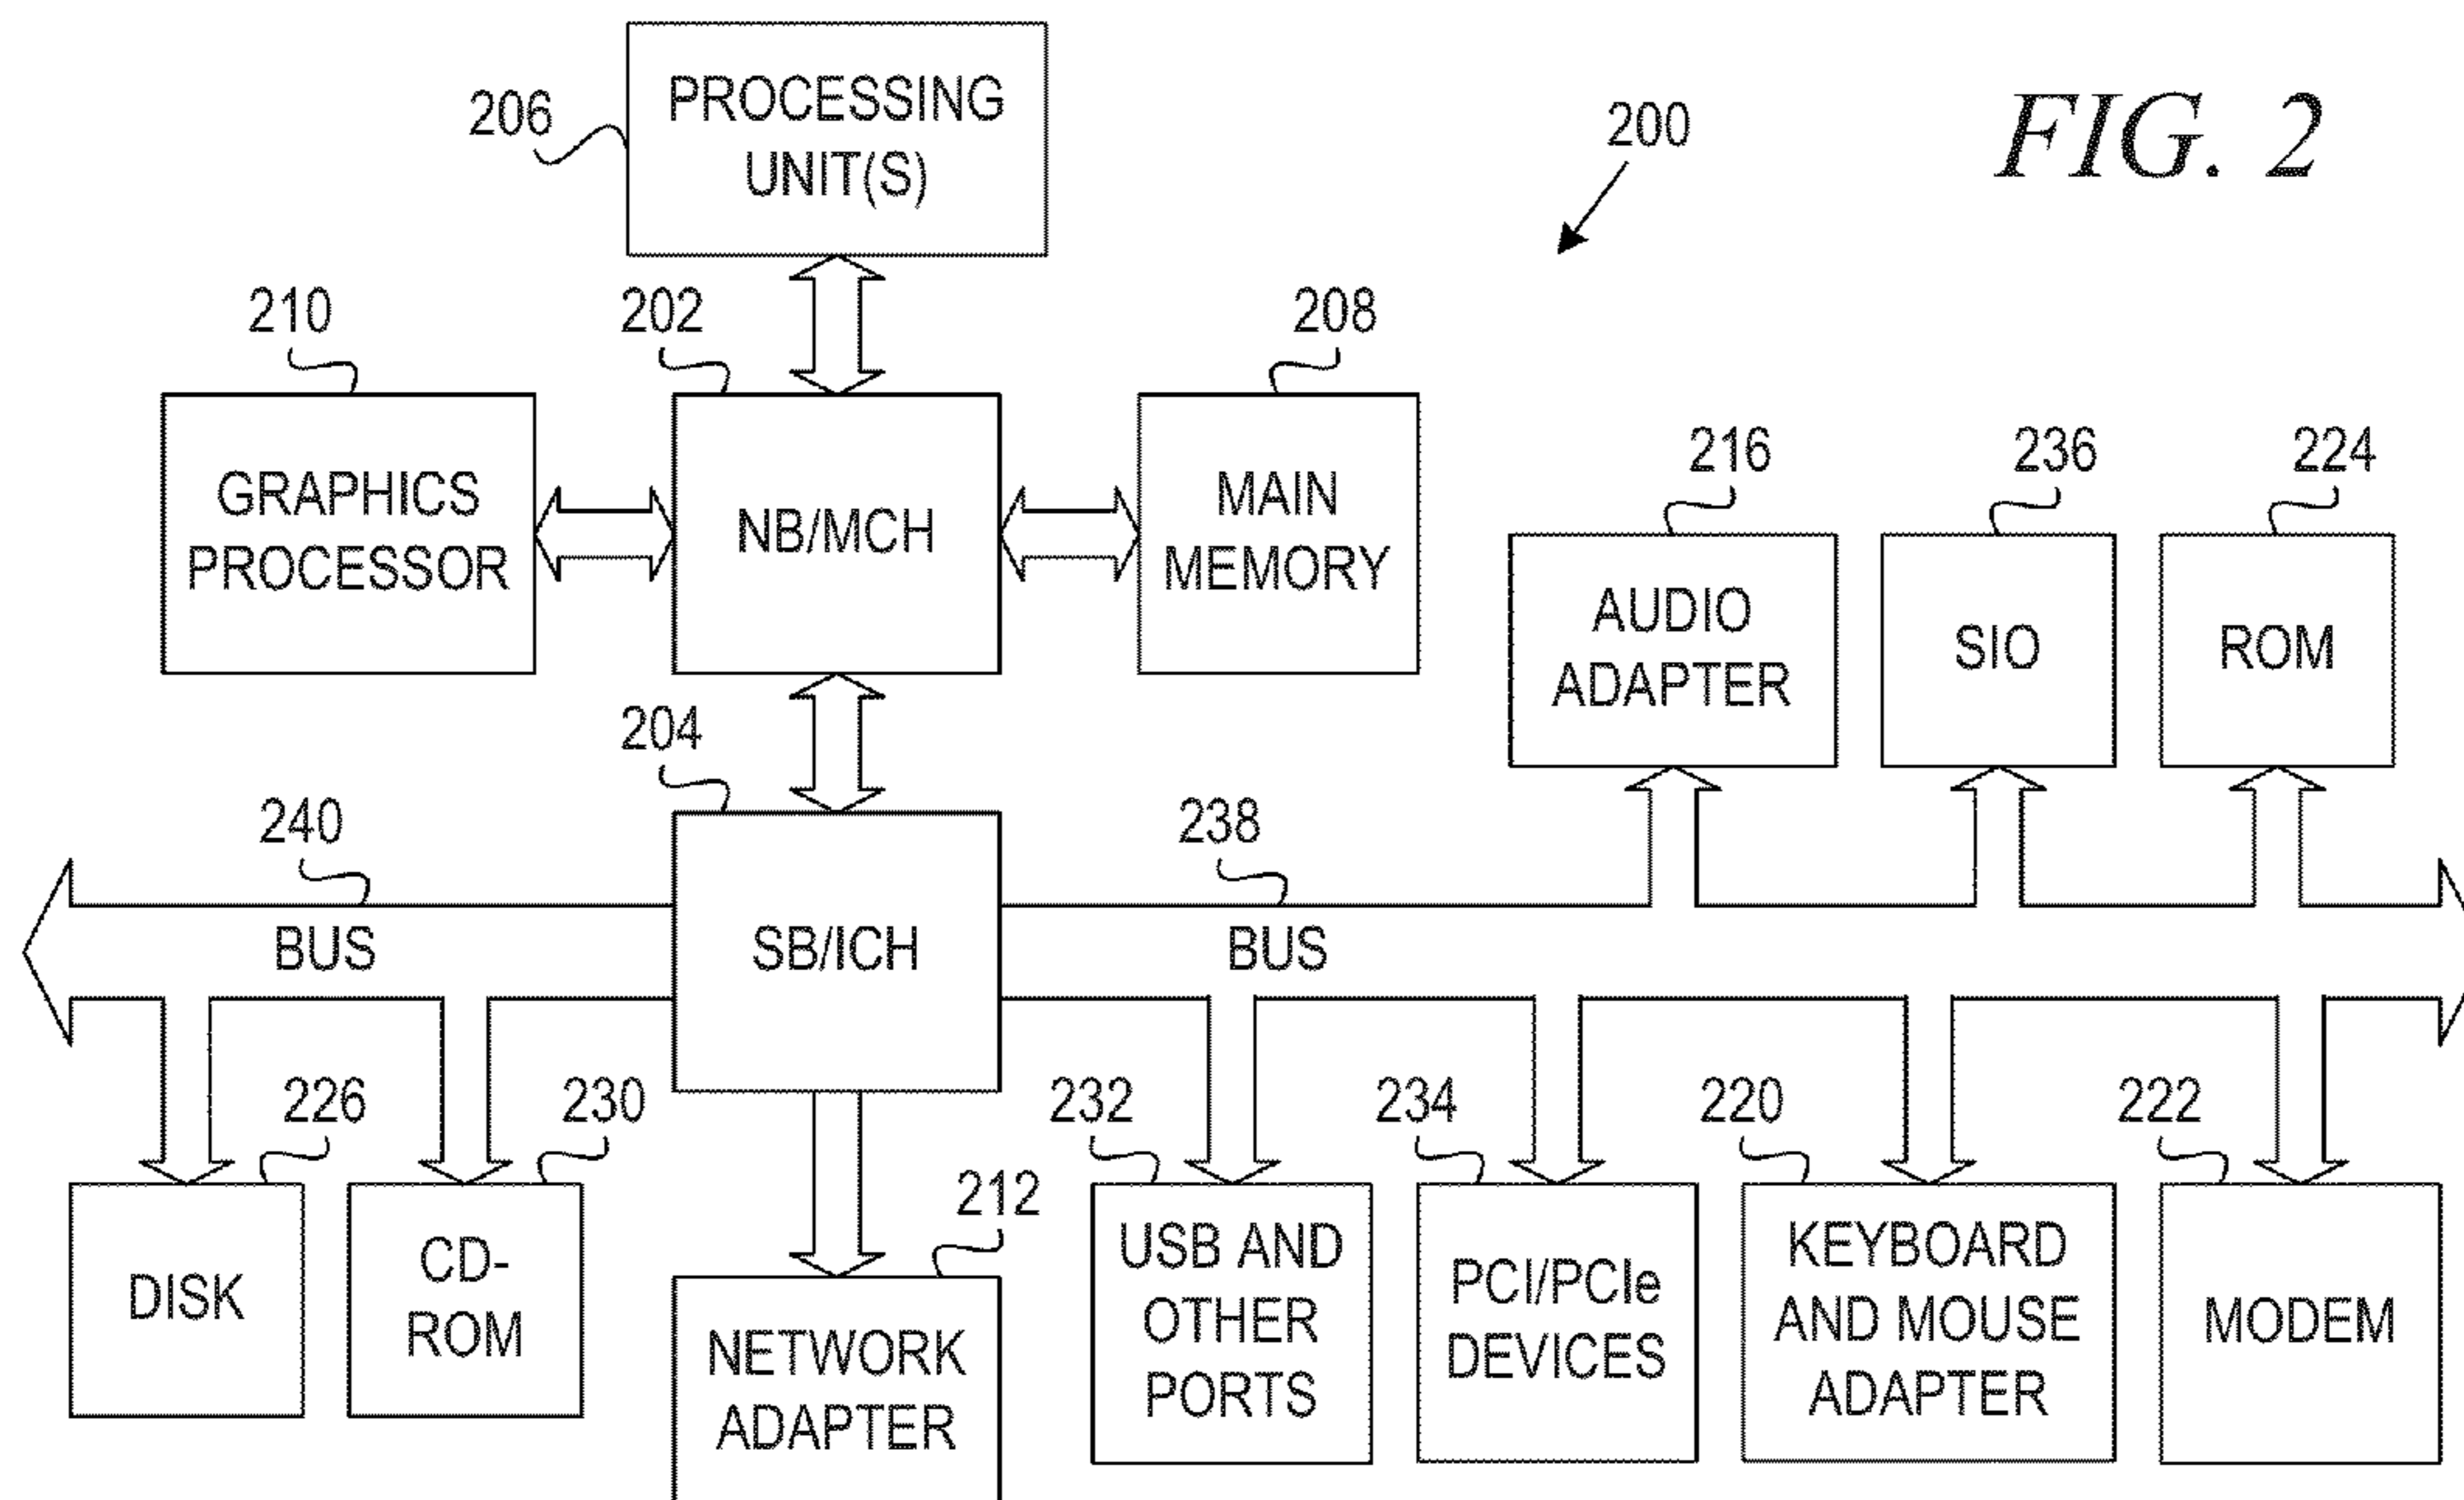 FIG. 2
200
206
PROCESSING
UNIT(S)
210
202
208
GRAPHICS
PROCESSOR
NB/MCH
MAIN
MEMORY
216
236
224
AUDIO
ADAPTER
SIO
ROM
204
240
238
BUS
SB/ICH
BUS
226
230
232
234
220
222
212
DISK
CD-
ROM
NETWORK
ADAPTER
USB AND
OTHER
PORTS
PCI/PCIe
DEVICES
KEYBOARD
AND MOUSE
ADAPTER
MODEM